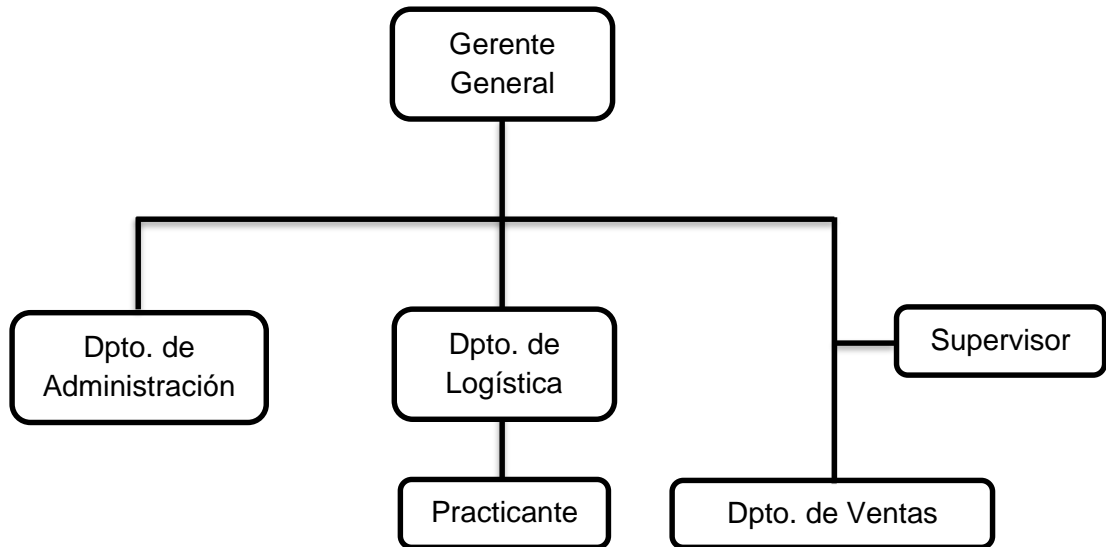 Gerente
General
Dpto. de
Administración
Dpto. de
Logística
Supervisor
Practicante
Dpto. de Ventas